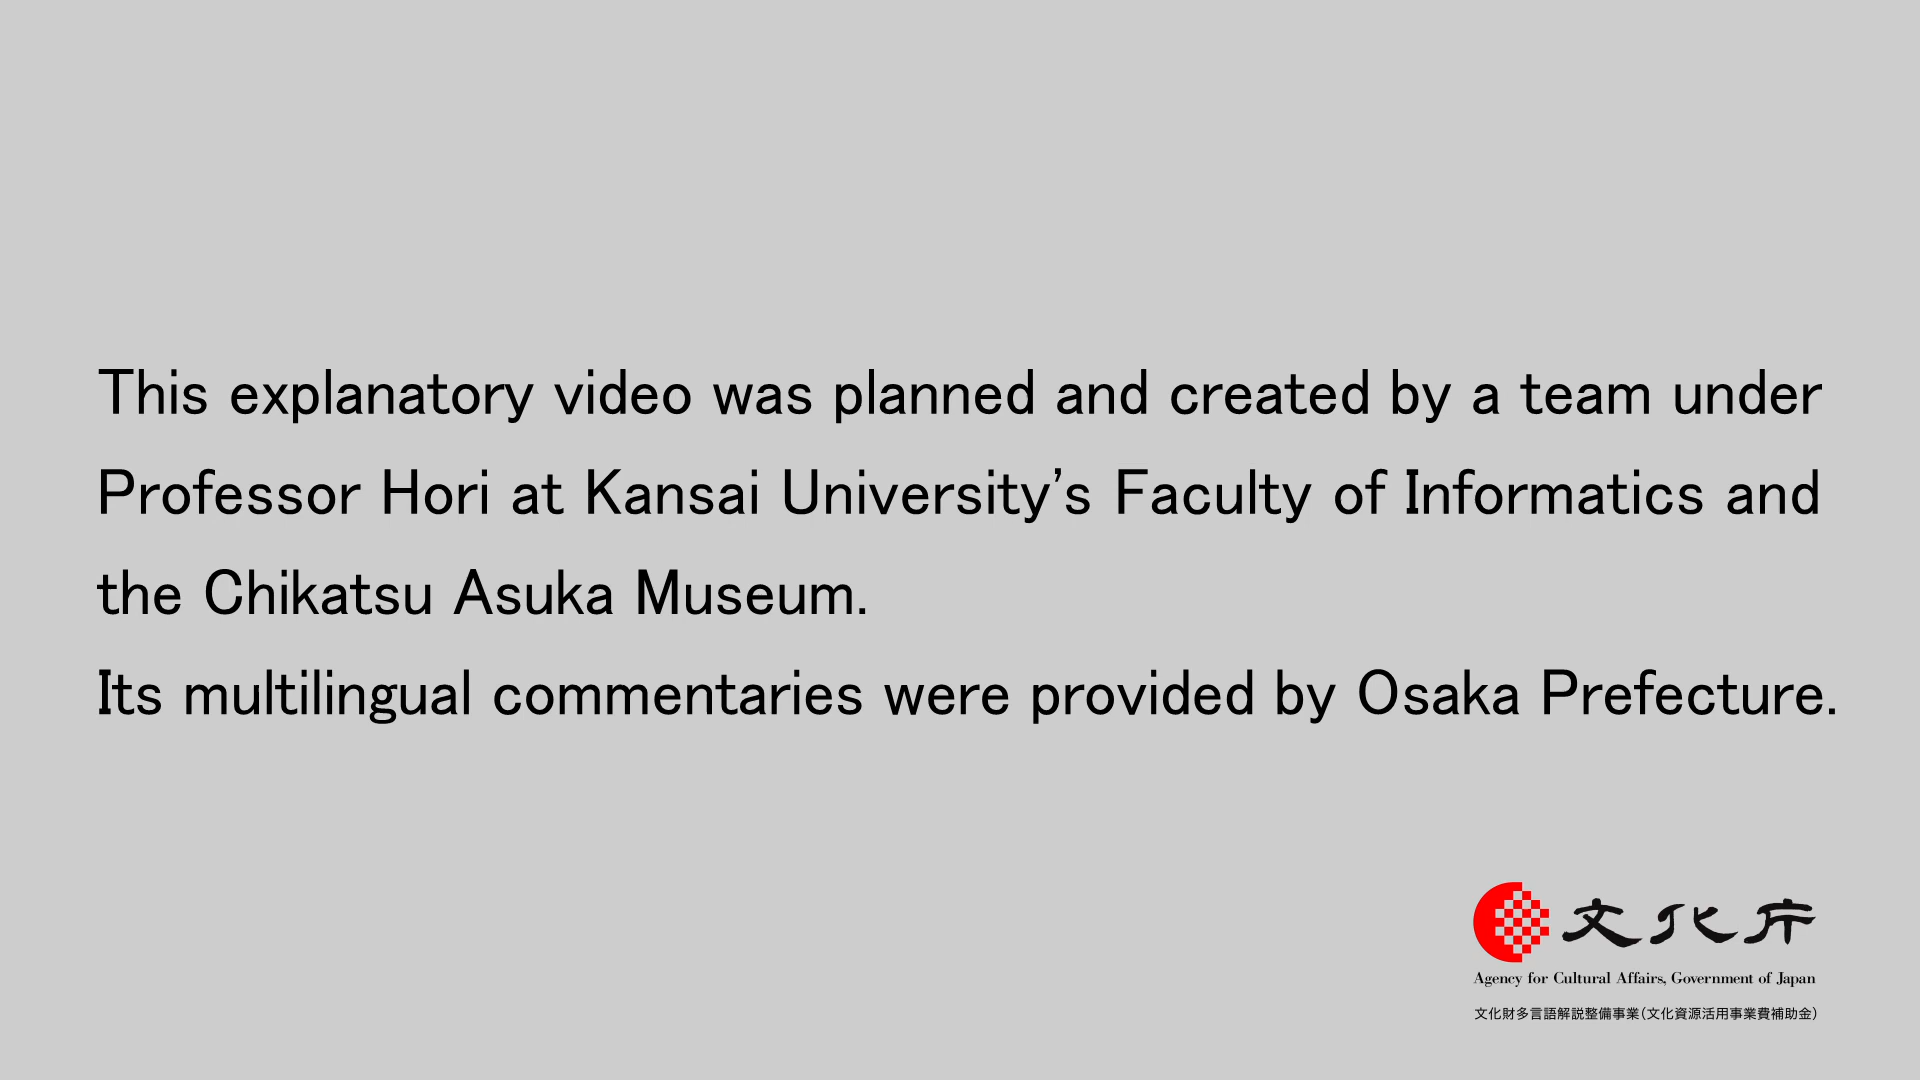 This explanatory video was planned and created by a team under
Professor Hori at Kansai University’s Faculty of Informatics and
the Chikatsu Asuka Museum.
Its multilingual commentaries were provided by Osaka Prefecture.
文化庁
Agency for Cultural Affairs, Government of Japan
文化財多言語解説整備事業(文化資源活用事業費補助金)